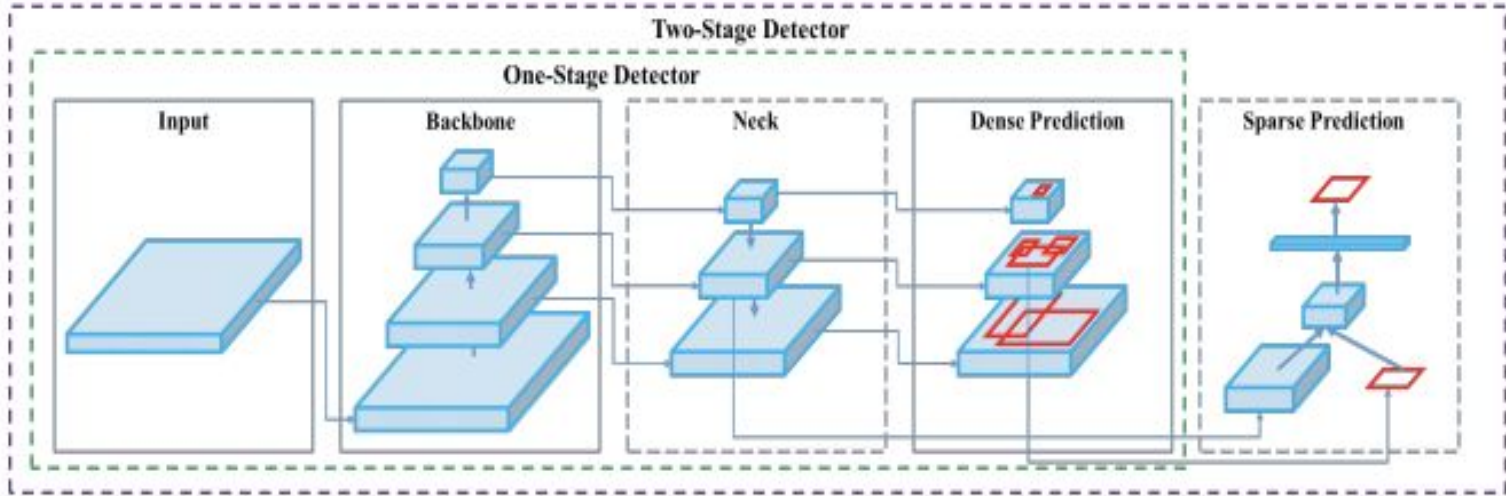 Two-Stage Detector
One-Stage Detector
Input
Backbone
Neck
Dense Prediction
Sparse Prediction